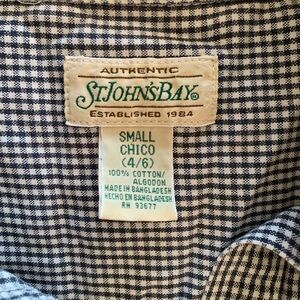 AUTHENTIC
ST. JOHN'S BAY®
ESTABLISHED 1984
SMALL
CHICO
(4/6)
100% COTTON/
ALGODON
MADE IN BANGLADESH
HECHO EN BANGLADESH
RN 93677